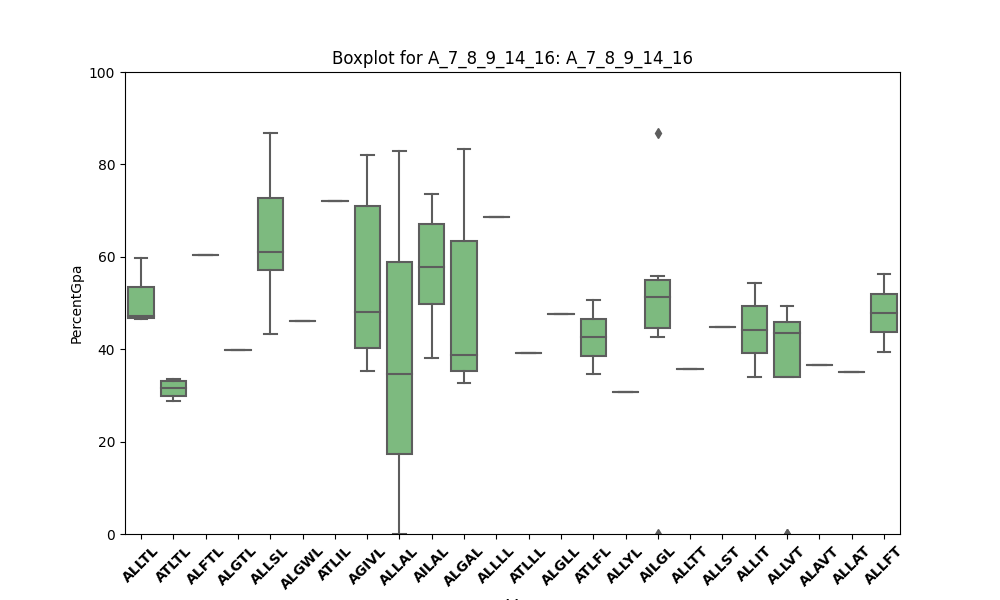 Boxplot for A_7_8_9_14_16: A_7_8_9_14_16
PercentGpa
100
80
60
40
20
0
ALLTL
ATLTL
ALFTL
ALGTL
ALLSL
ALGWL
ATLIL
AGIVL
ALLAL
AILAL
ALGAL
ALLLL
ATLLL
ALGLL
ATLFL
ALLYL
AILGL
ALLTT
ALLST
ALLIT
ALLVT
ALAVT
ALLAT
ALLFT